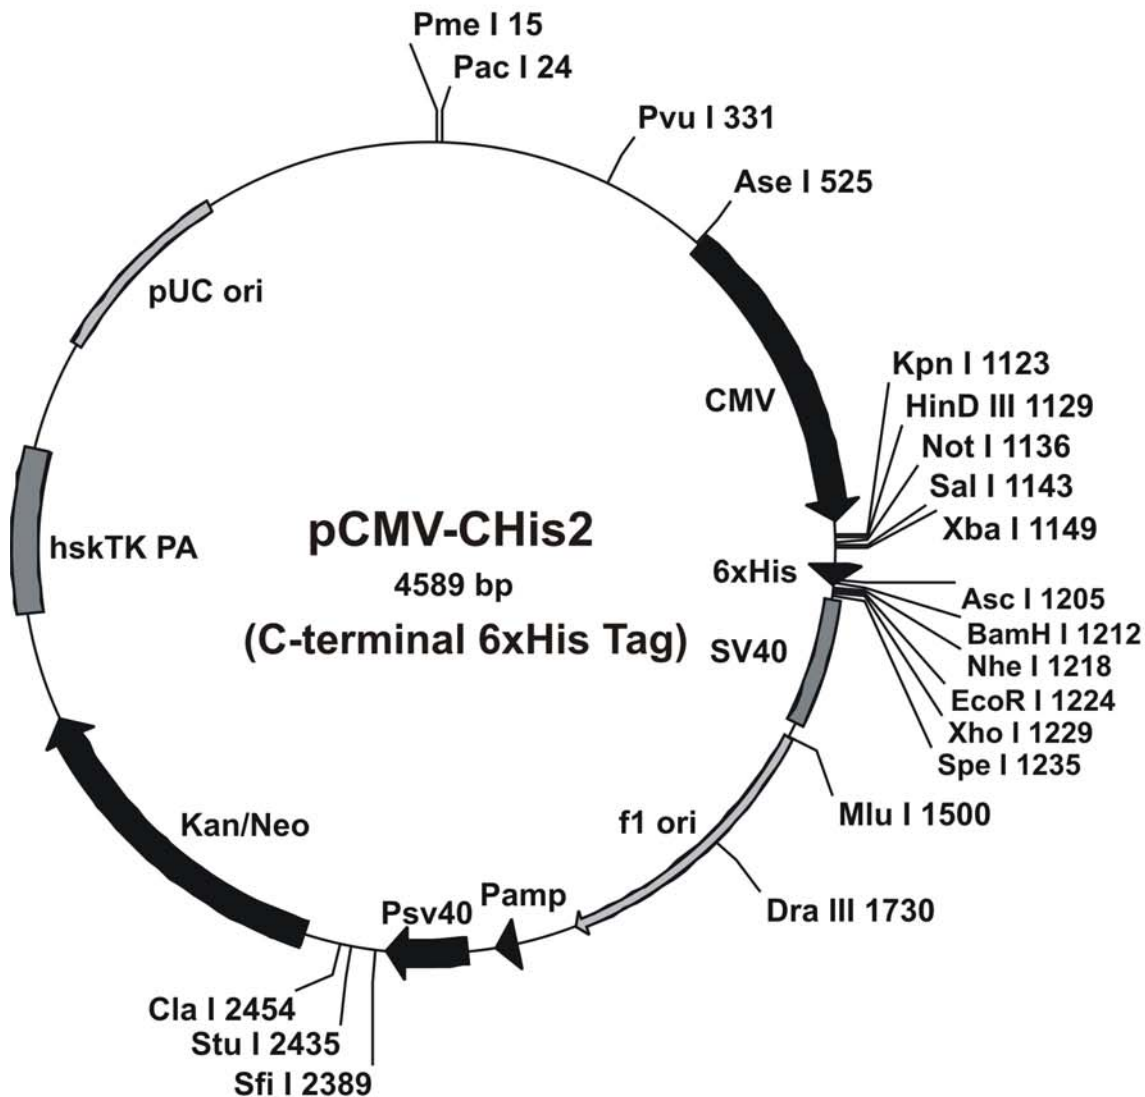 Pme I 15
Pac I 24
Pvu I 331
Ase I 525
pUC ori
CMV
Kpn I 1123
HinD III 1129
Not I 1136
Sal I 1143
Xba I 1149
pCMV-CHis2
4589 bp
(C-terminal 6xHis Tag)
hskTK PA
6xHis
SV40
Asc I 1205
BamH I 1212
Nhe I 1218
EcoR I 1224
Xho I 1229
Spe I 1235
Mlu I 1500
f1 ori
Dra III 1730
Kan/Neo
Pamp
Psv40
Cla I 2454
Stu I 2435
Sfi I 2389